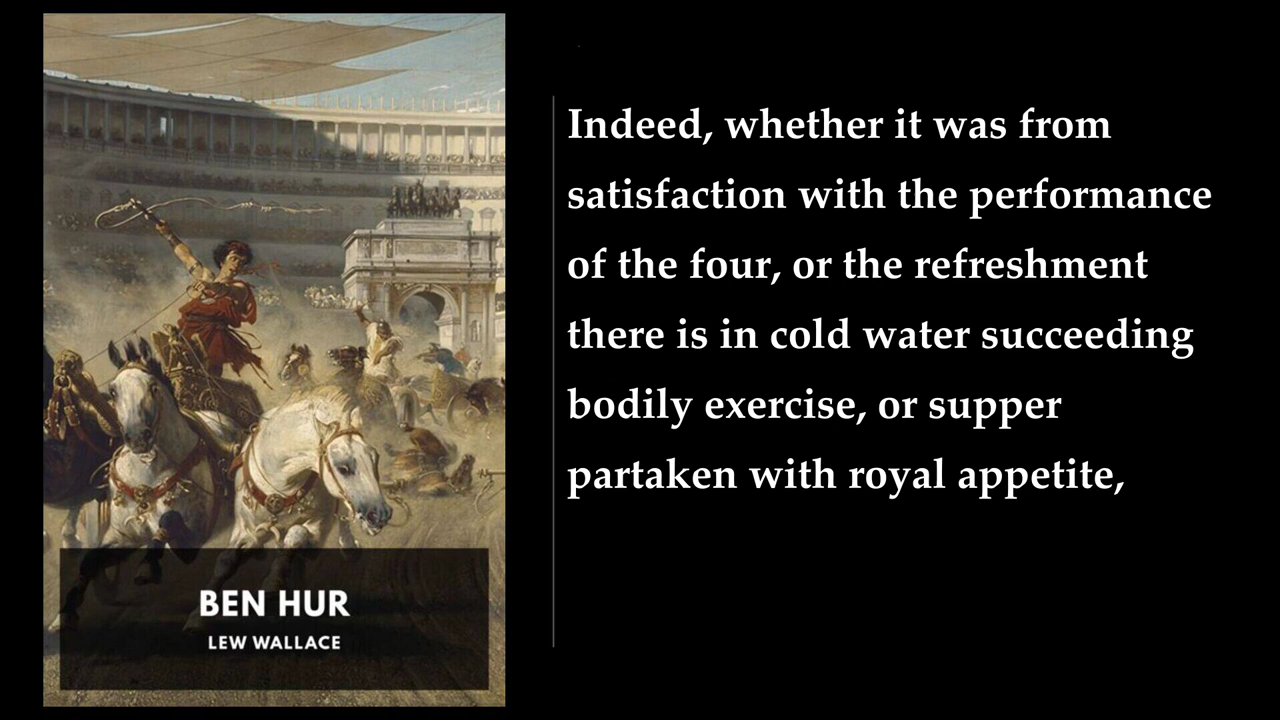 BEN HUR
LEW WALLACE
Indeed, whether it was from
satisfaction with the performance
of the four, or the refreshment
there is in cold water succeeding
bodily exercise, or supper
partaken with royal appetite,